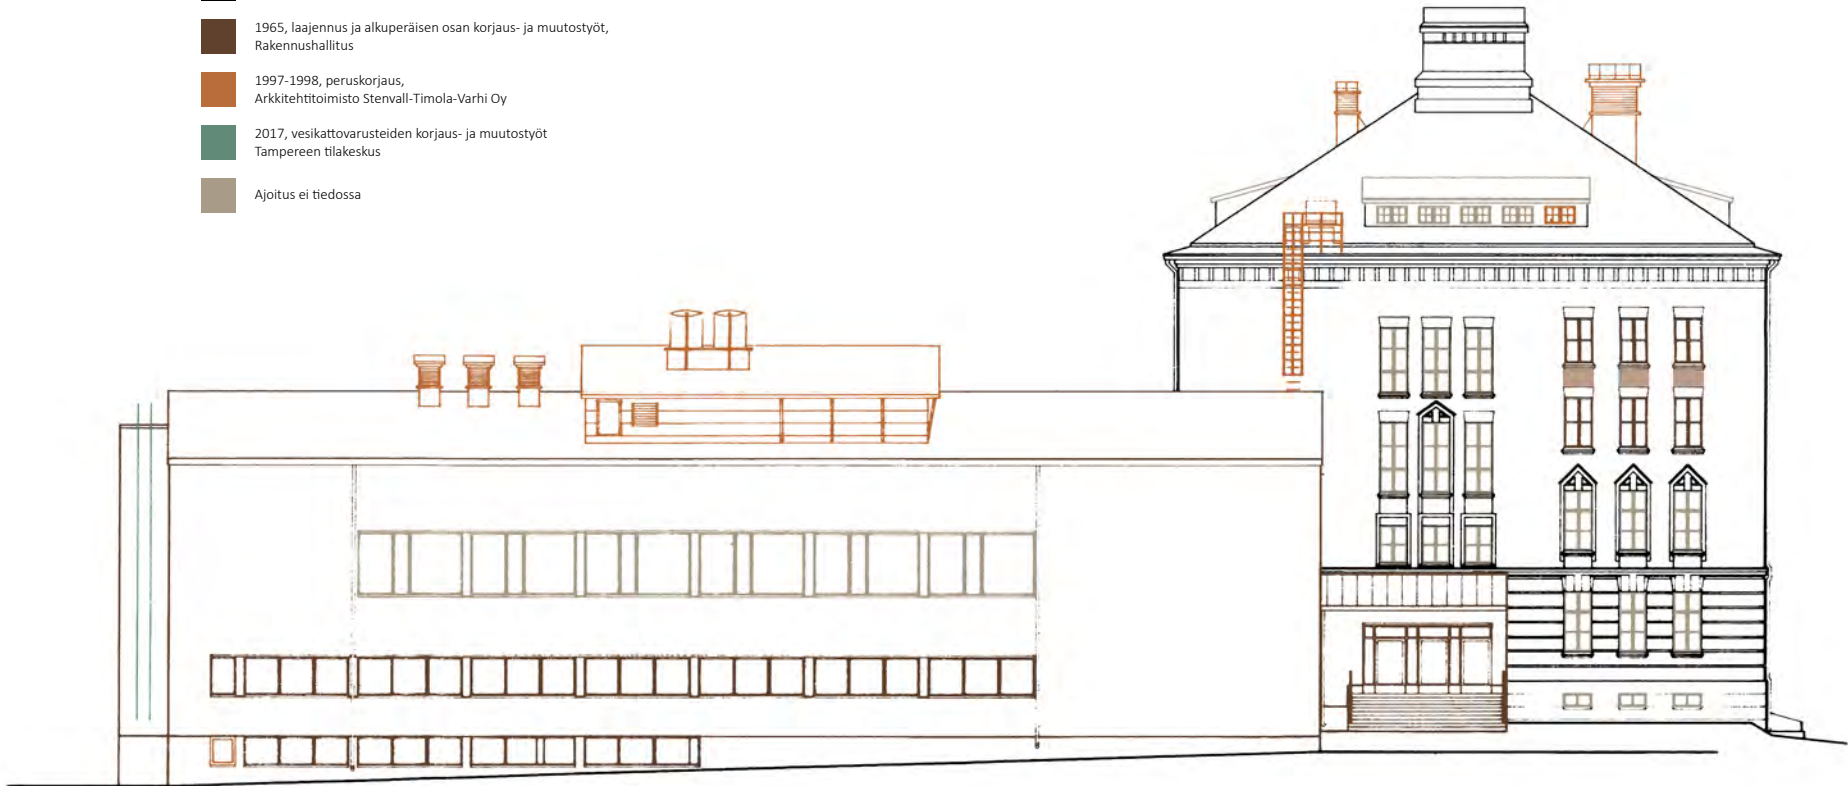 1965, laajennus ja alkuperäisen osan korjaus- ja muutostyöt,
Rakennushallitus
1997-1998, peruskorjaus,
Arkkitehtitoimisto Stenvall-Timola-Varhi Oy
2017, vesikattovarusteiden korjaus- ja muutostyöt
Tampereen tilakeskus
Ajoitus ei tiedossa